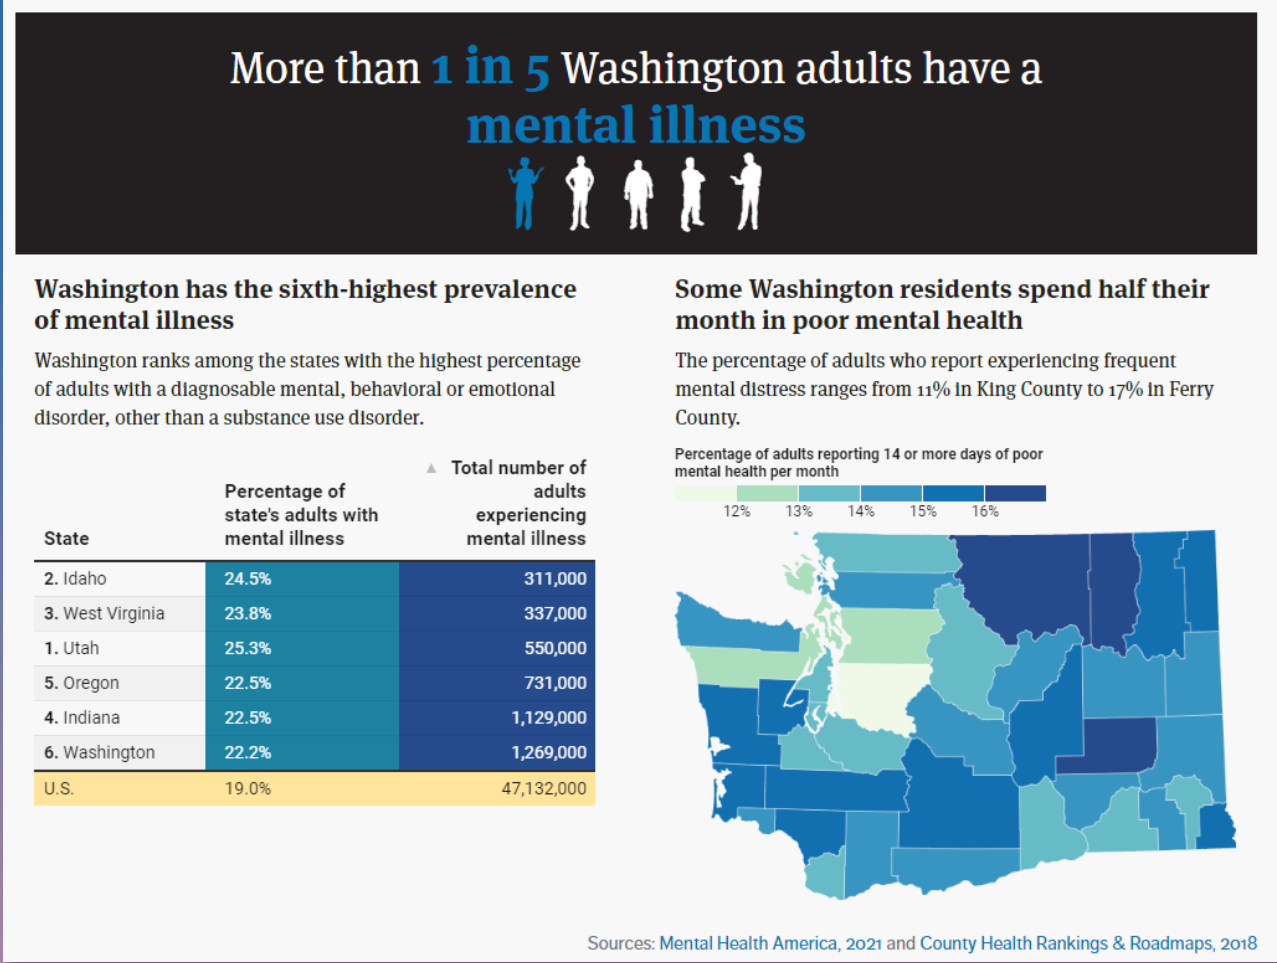 More than 1 in 5 Washington adults have a
mental illness
Washington has the sixth-highest prevalence
of mental illness
Washington ranks among the states with the highest percentage
of adults with a diagnosable mental, behavioral or emotional
disorder, other than a substance use disorder.
State
Percentage of
state's adults with
mental illness
▲ Total number of
adults
experiencing
mental illness
2. Idaho 24.5% 311,000
3. West Virginia 23.8% 337,000
1. Utah 25.3% 550,000
5. Oregon 22.5% 731,000
4. Indiana 22.5% 1,129,000
6. Washington 22.2% 1,269,000
U.S. 19.0% 47,132,000
Some Washington residents spend half their
month in poor mental health
The percentage of adults who report experiencing frequent
mental distress ranges from 11% in King County to 17% in Ferry
County.
Percentage of adults reporting 14 or more days of poor
mental health per month
12% 13% 14% 15% 16%
Sources: Mental Health America, 2021 and County Health Rankings & Roadmaps, 2018